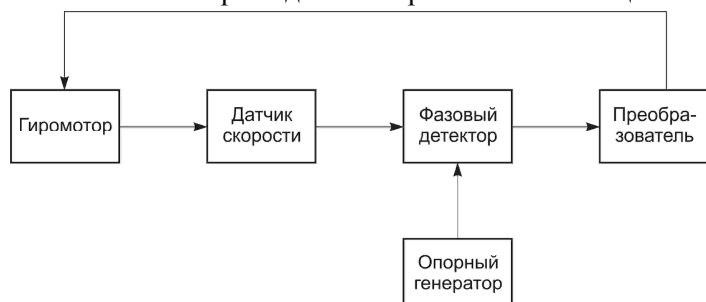 Гиромотор
Датчик
скорости
Фазовый
детектор
Преобра-
зователь
Опорный
генератор